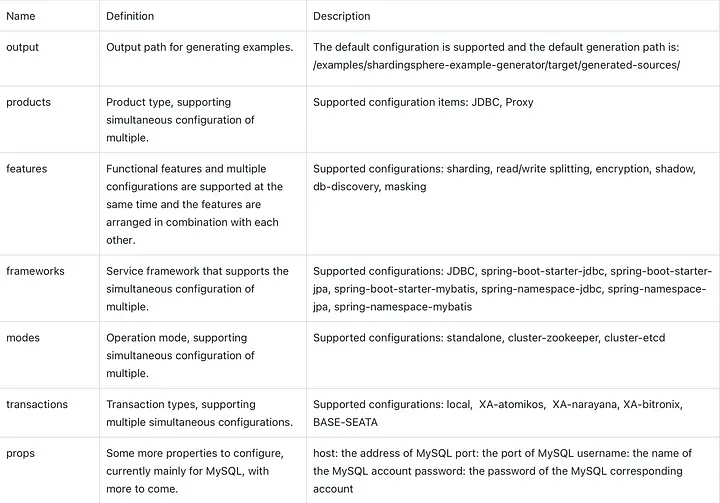 Name Definition Description
output Output path for generating examples. The default configuration is supported and the default generation path is:
/examples/shardingsphere-example-generator/target/generated-sources/
products Product type, supporting Supported configuration items: JDBC, Proxy
simultaneous configuration of
multiple.
features Functional features and multiple Supported configurations: sharding, read/write splitting, encryption, shadow,
configurations are supported at the db-discovery, masking
same time and the features are
arranged in combination with each
other.
frameworks Service framework that supports the Supported configurations: JDBC, spring-boot-starter-jdbc, spring-boot-starter-
simultaneous configuration of jpa, spring-boot-starter-mybatis, spring-namespace-jdbc, spring-namespace-
multiple. jpa, spring-namespace-mybatis
modes Operation mode, supporting Supported configurations: standalone, cluster-zookeeper, cluster-etcd
simultaneous configuration of
multiple.
transactions Transaction types, supporting Supported configurations: local, XA-atomikos, XA-narayana, XA-bitronix,
multiple simultaneous configurations. BASE-SEATA
props Some more properties to configure, host: the address of MySQL port: the port of MySQL username: the name of
currently mainly for MySQL, with the MySQL account password: the password of the MySQL corresponding
more to come. account